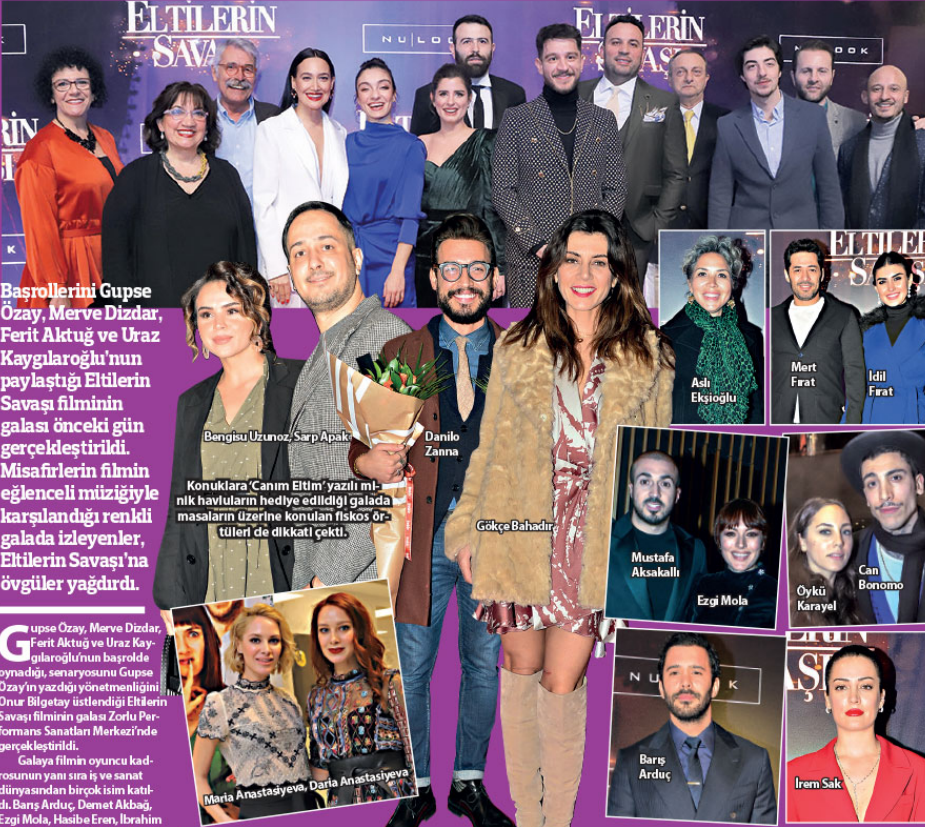 ELTİLERİN
SAVAŞI
NU|LOOK
ELTİLERİN
SAVAŞI
NULOOK
Başrollerini Gupse
Özay, Merve Dizdar,
Ferit Aktuğ ve Uraz
Kaygılaroğlu'nun
paylaştığı Eltilerin
Savaşı filminin
galası önceki gün
gerçekleştirildi.
Misafirlerin filmin
eğlenceli müziğiyle
karşılandığı renkli
galada izleyenler,
Eltilerin Savaşı'na
övgüler yağdırdı.
Gupse Özay, Merve Dizdar,
Ferit Aktuğ ve Uraz Kay-
gılaroğlu'nun başrolde
oynadığı, senaryosunu Gupse
Özay'ın yazdığı yönetmenliğini
Onur Bilgetay üstlendiği Eltilerin
Savaşı filminin galası Zorlu Per-
formans Sanatları Merkezi'nde
gerçekleştirildi.
Galaya filmin oyuncu kad-
rosunun yanı sıra iş ve sanat
dünyasından birçok isim katıl-
dı. Barış Arduç, Demet Akbağ,
Ezgi Mola, Hasibe Eren, İbrahim
Bengisu Uzunoz, Sarp Apak
Danilo
Zanna
Konuklara 'Canım Eltim' yazılı mi-
nik havluların hediye edildiği galada
masaların üzerine konulan fiskos ör-
tüleri de dikkati çekti.
Gökçe Bahadır
Aslı
Ekşioğlu
Mert
Fırat
İdil
Fırat
Mustafa
Aksakallı
Ezgi Mola
Öykü
Karayel
Can
Bonomo
Maria Anastasiyeva, Daria Anastasiyeva
NULOOK
Barış
Arduç
İrem Sak